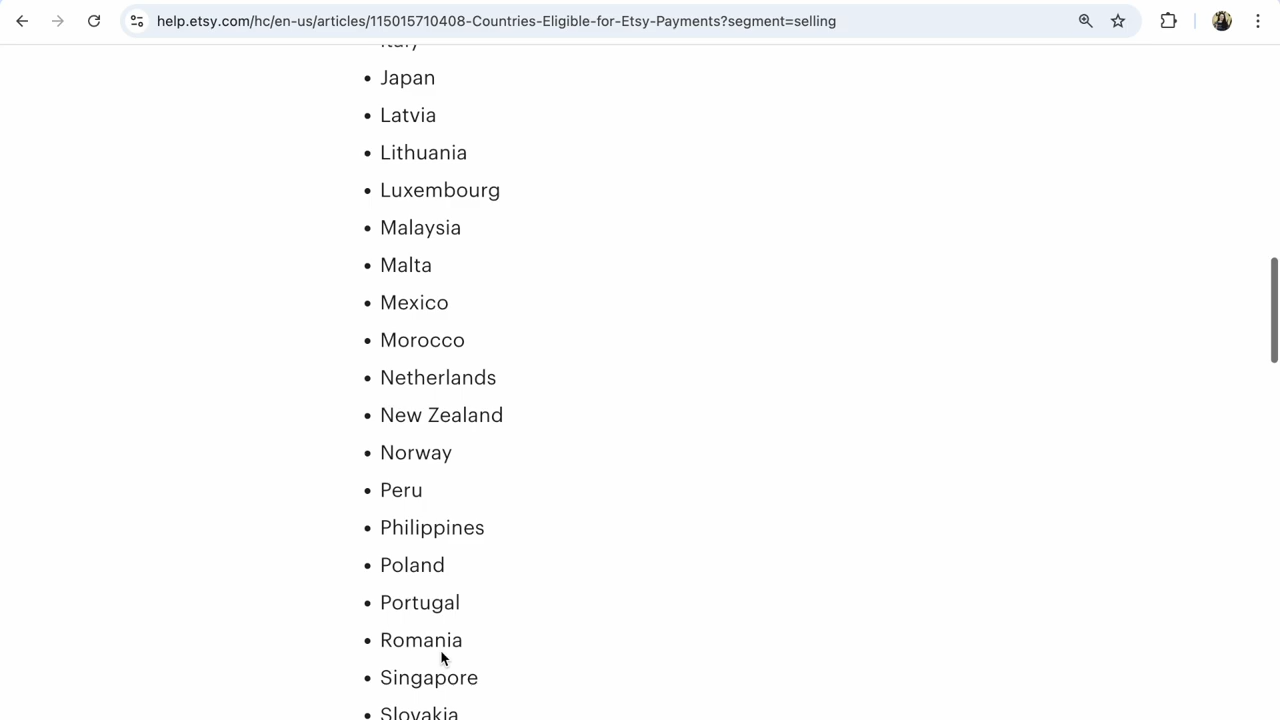 help.etsy.com/hc/en-us/articles/115015710408-Countries-Eligible-for-Etsy-Payments?segment=selling
Italy
• Japan
• Latvia
• Lithuania
• Luxembourg
• Malaysia
• Malta
• Mexico
• Morocco
• Netherlands
• New Zealand
• Norway
• Peru
• Philippines
• Poland
• Portugal
• Romania
• Singapore
• Slovakia